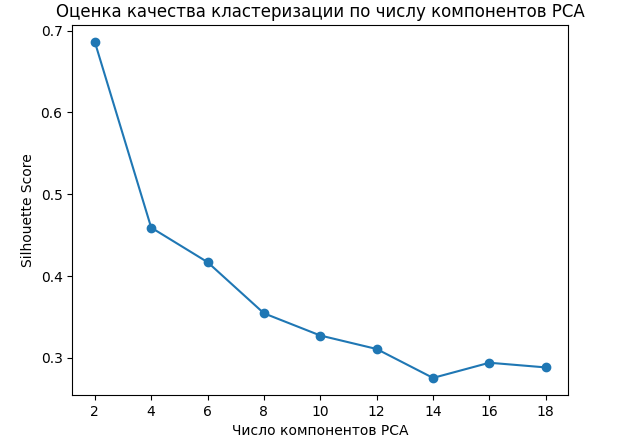 Оценка качества кластеризации по числу компонентов PCA
0.7
0.6
0.5
0.4
0.3
Silhouette Score
2 4 6 8 10 12 14 16 18
Число компонентов PCA